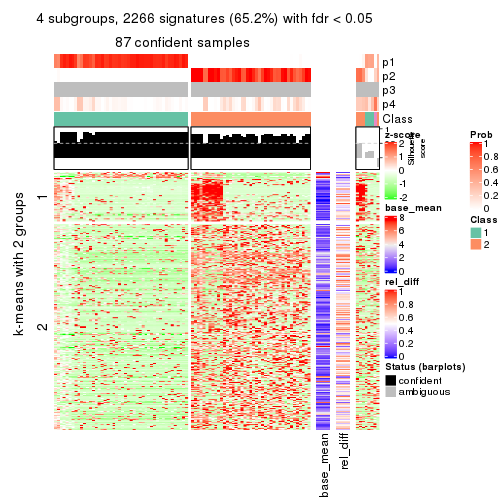 4 subgroups, 2266 signatures (65.2%) with fdr < 0.05
87 confident samples
p1
p2
p3
p4
Class
Silhouette
score
1
z-score
2
1
0
-1
-2
Prob
1
0.8
0.6
0.4
0.2
0
base_mean
8
6
4
2
0
Class
1
2
rel_diff
1
0.8
0.6
0.4
0.2
0
Status (barplots)
confident
ambiguous
k-means with 2 groups
1
2
base_mean
rel_diff